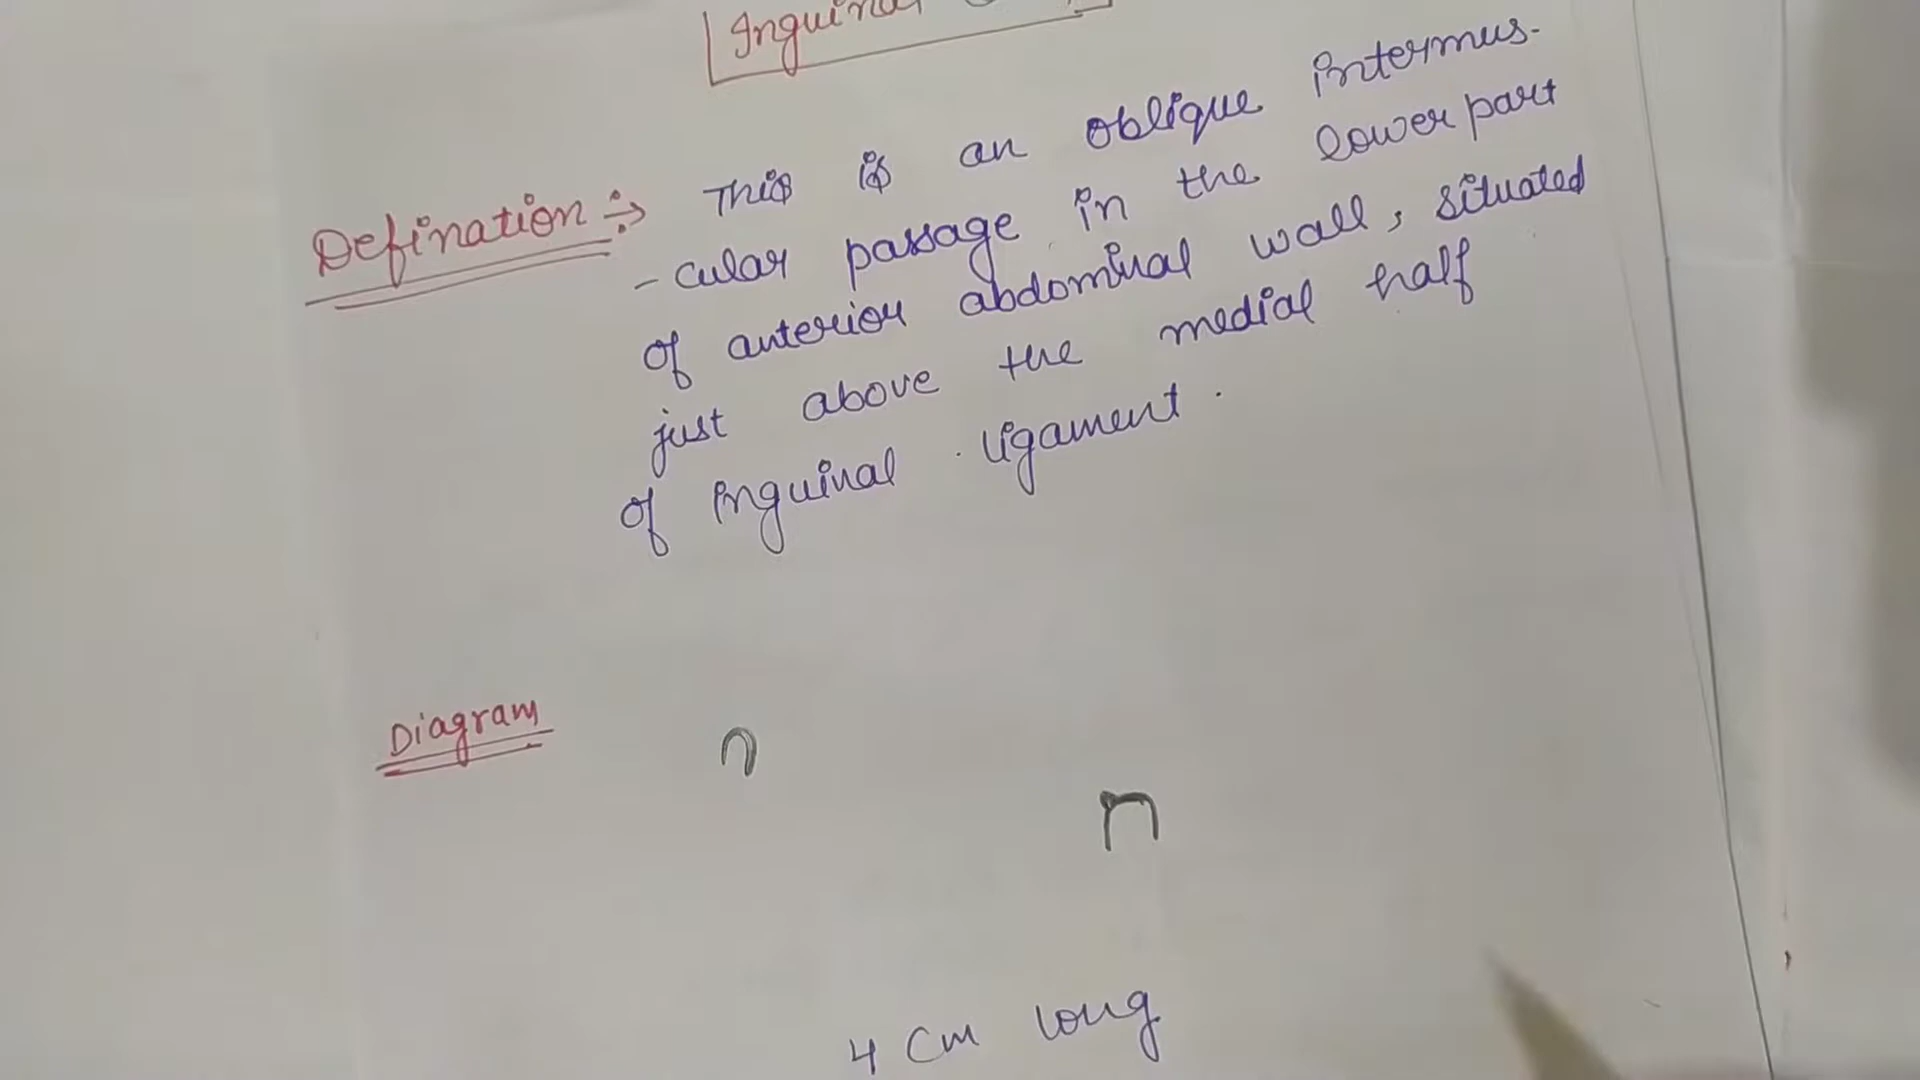 Inguinal
Defination :→ This is an oblique intermus-
-cular passage in the lower part
of anterior abdominal wall, situated
just above the medial half
of inguinal ligament.
Diagram
4 cm long